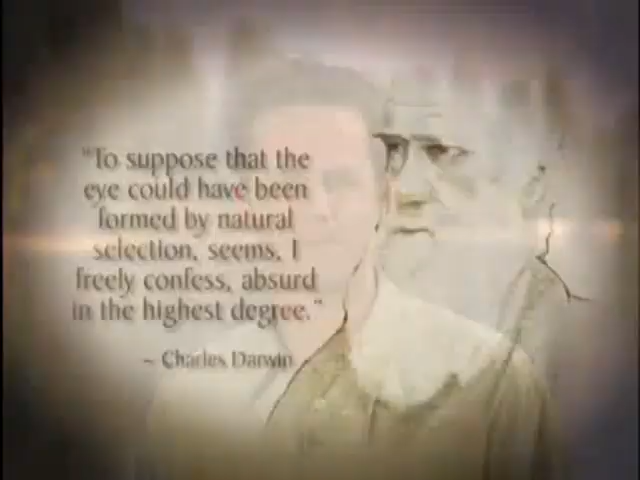 "To suppose that the
eye could have been
formed by natural
selection, seems, I
freely confess, absurd
in the highest degree."
~ Charles Darwin